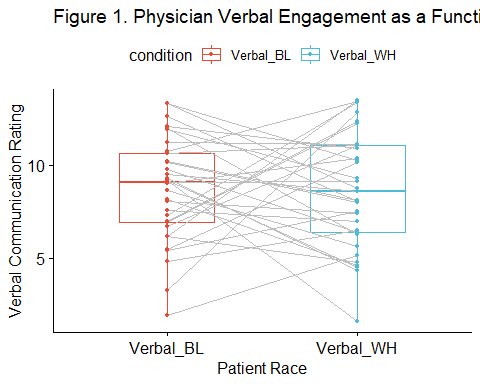 Figure 1. Physician Verbal Engagement as a Functi
condition Verbal_BL Verbal_WH
Verbal Communication Rating
10
5
Verbal_BL Verbal_WH
Patient Race